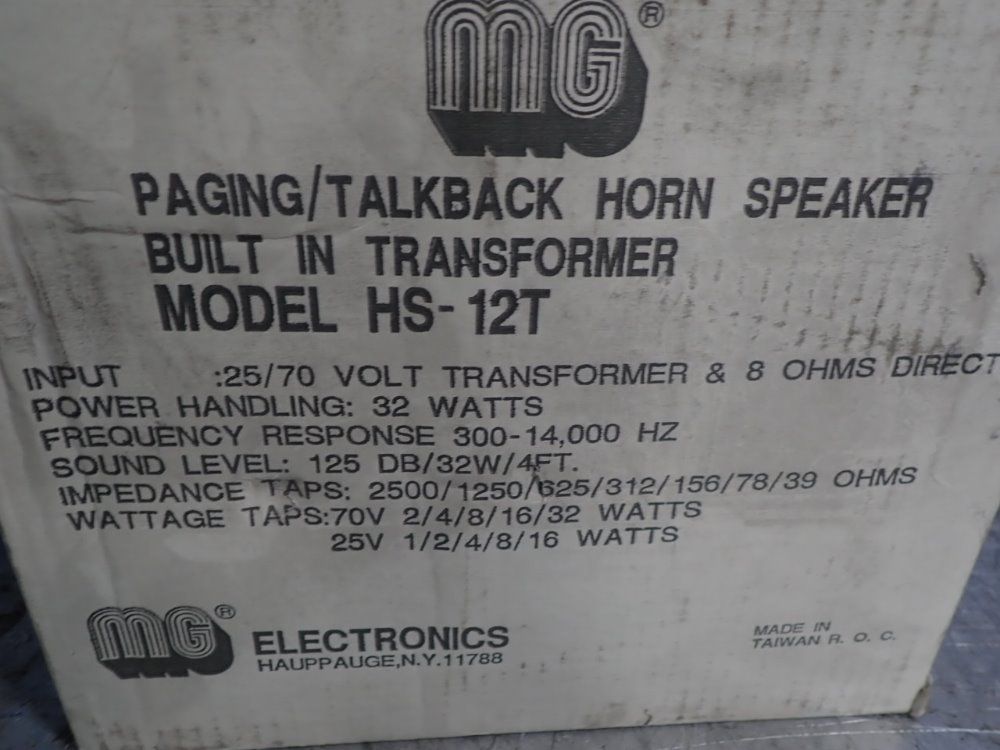 MG®
PAGING/TALKBACK HORN SPEAKER
BUILT IN TRANSFORMER
MODEL HS-12T
INPUT :25/70 VOLT TRANSFORMER & 8 OHMS DIRECT
POWER HANDLING: 32 WATTS
FREQUENCY RESPONSE 300-14,000 HZ
SOUND LEVEL: 125 DB/32W/4FT.
IMPEDANCE TAPS: 2500/1250/625/312/156/78/39 OHMS
WATTAGE TAPS:70V 2/4/8/16/32 WATTS
25V 1/2/4/8/16 WATTS
MG® ELECTRONICS
HAUPPAUGE,N.Y.11788
MADE IN
TAIWAN R. O. C.